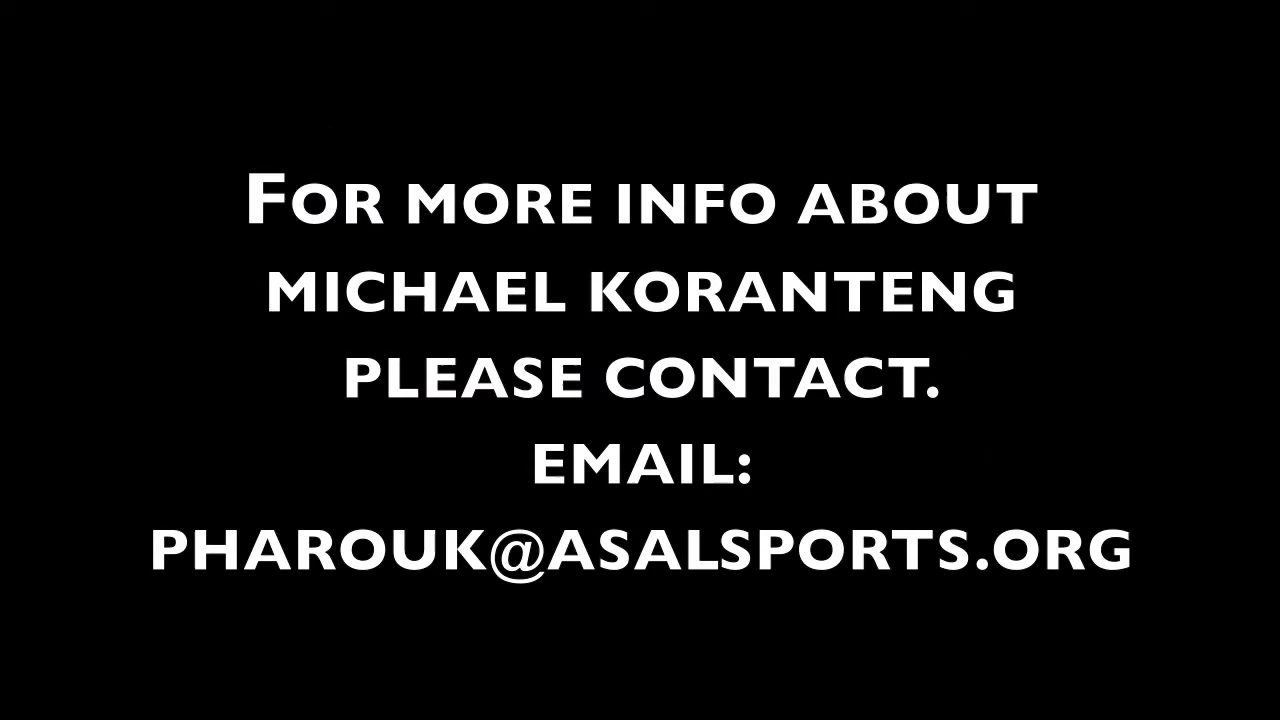 FOR MORE INFO ABOUT
MICHAEL KORANTENG
PLEASE CONTACT.
EMAIL:
PHAROUK@ASALSPORTS.ORG